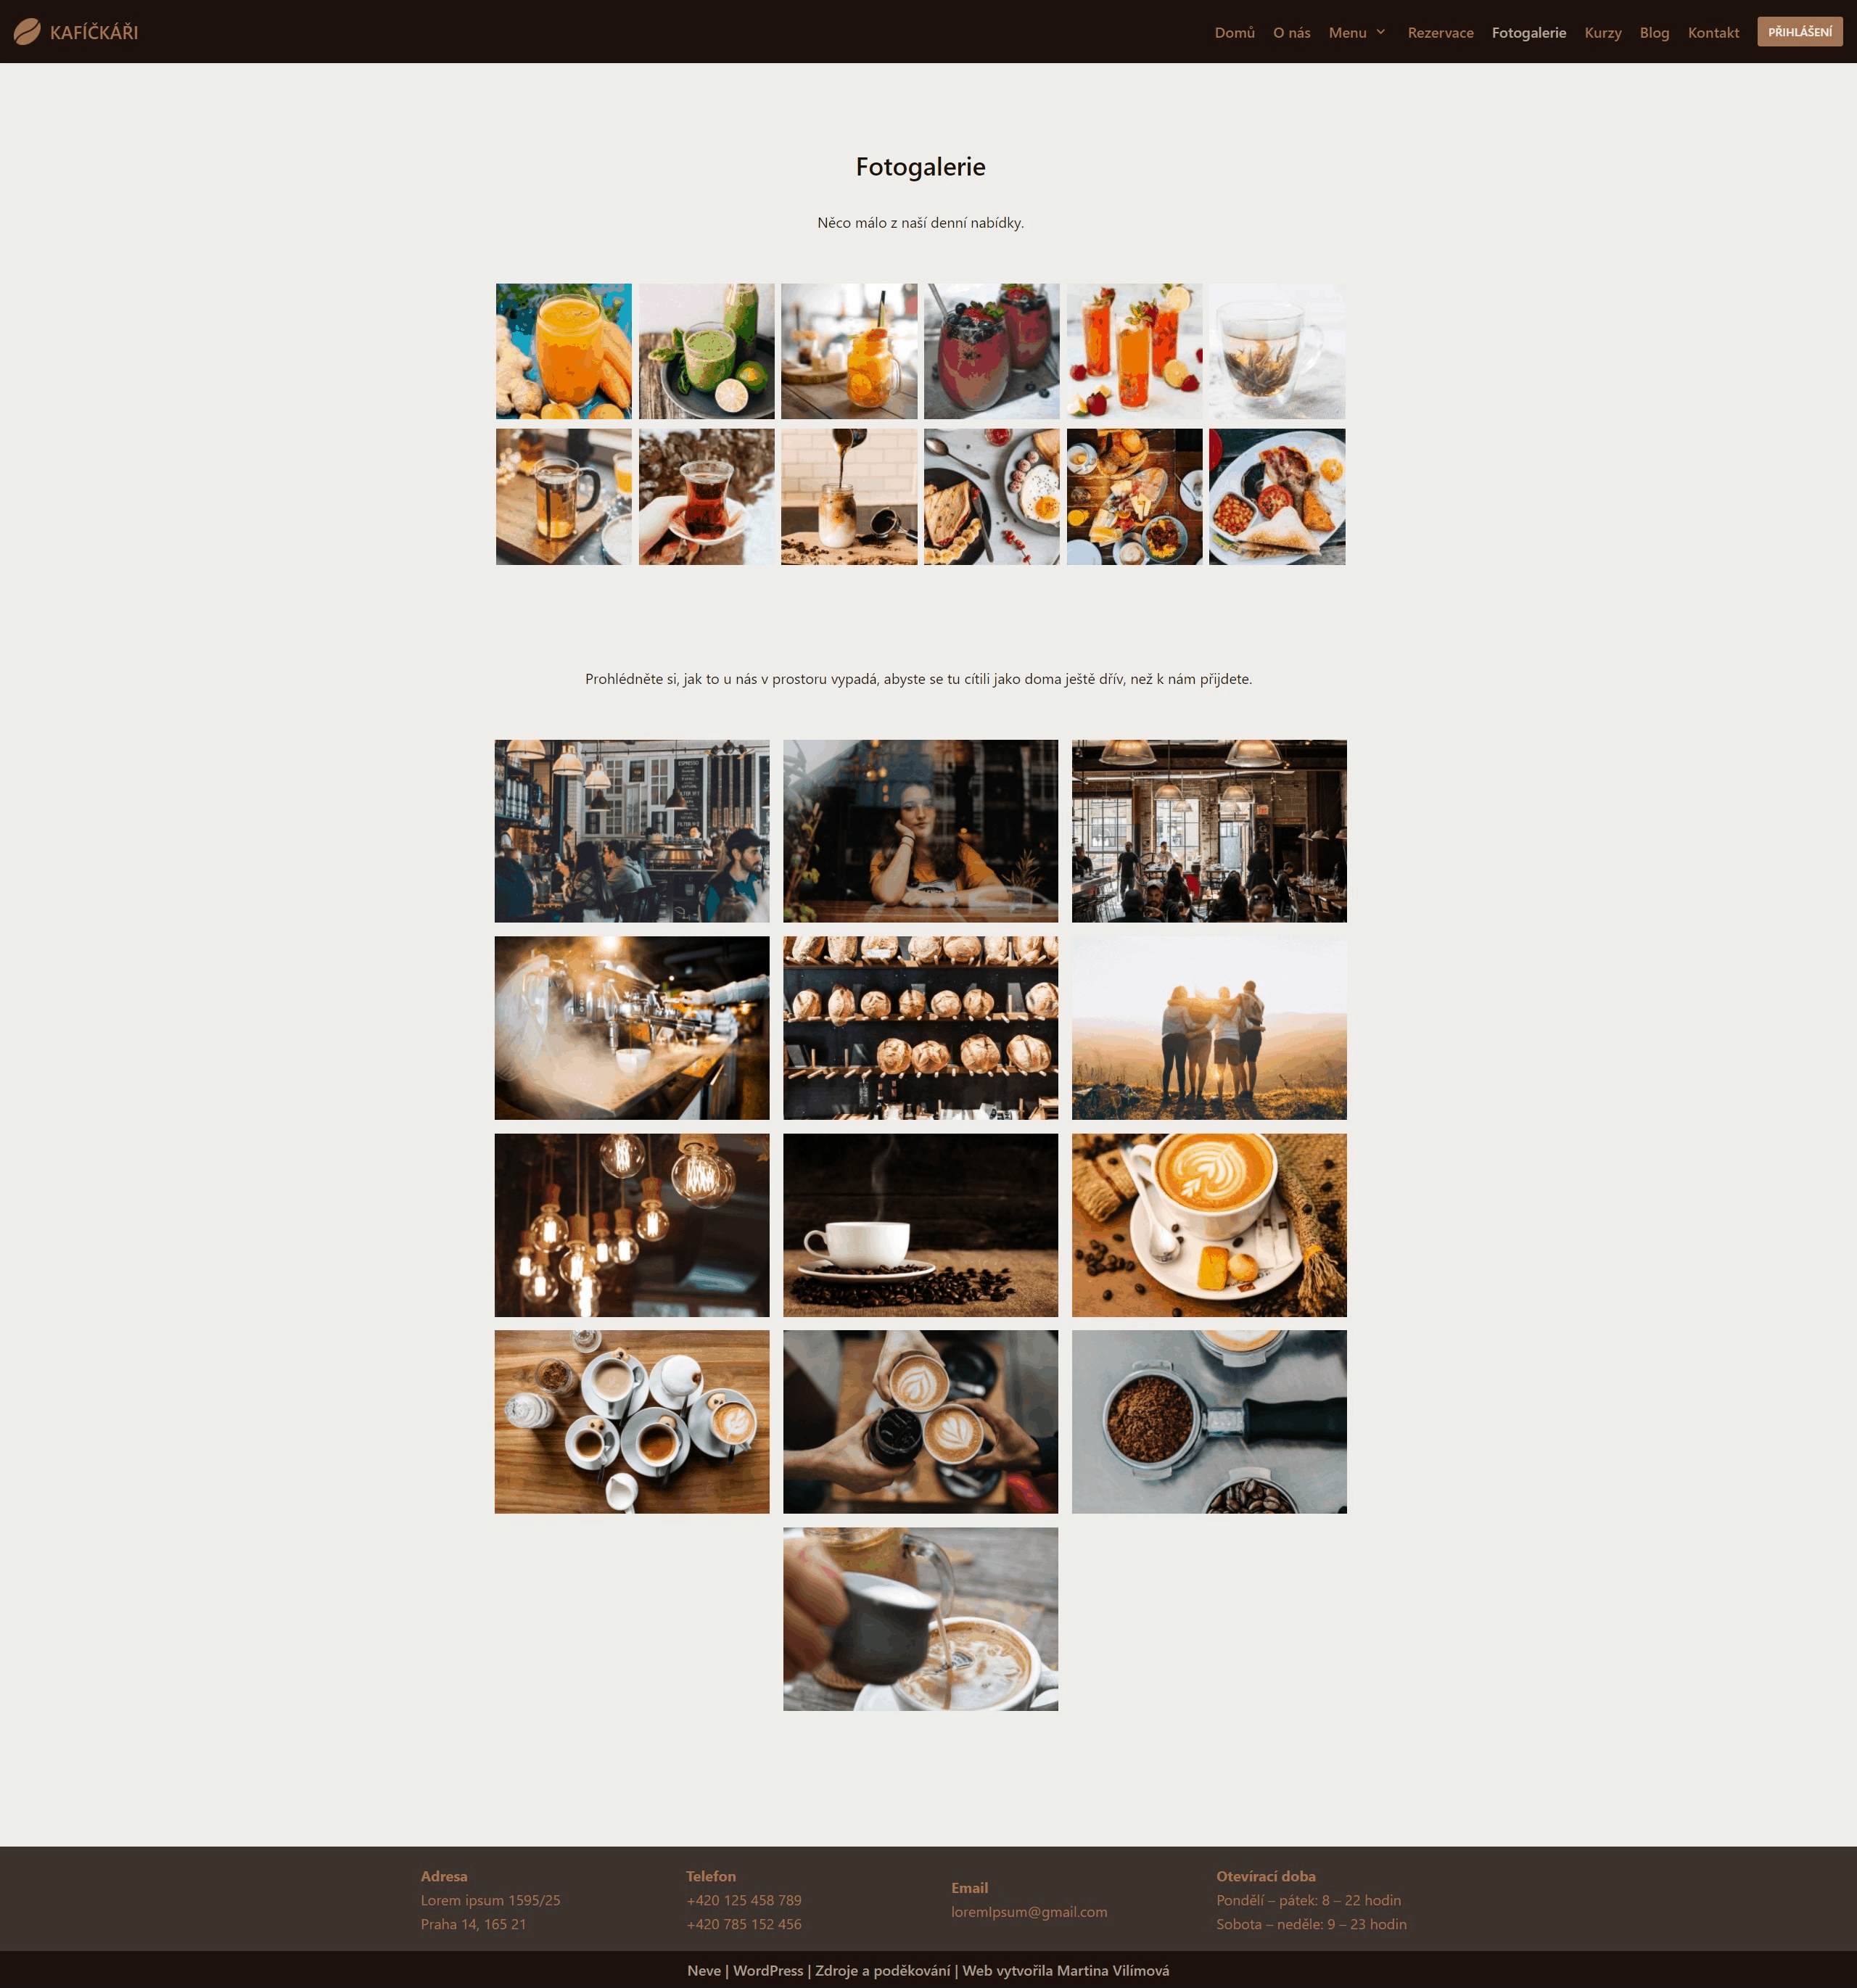 KAFÍČKÁŘI
Domů O nás Menu Rezervace Fotogalerie Kurzy Blog Kontakt PŘIHLÁŠENÍ
Fotogalerie
Něco málo z naší denní nabídky.
Prohlédněte si, jak to u nás v prostoru vypadá, abyste se tu cítili jako doma ještě dřív, než k nám přijdete.
ESPRESSO
Adresa
Lorem ipsum 1595/25
Praha 14, 165 21
Telefon
+420 125 458 789
+420 785 152 456
Email
loremIpsum@gmail.com
Otevírací doba
Pondělí – pátek: 8 – 22 hodin
Sobota – neděle: 9 – 23 hodin
Neve | WordPress | Zdroje a poděkování | Web vytvořila Martina Vilímová